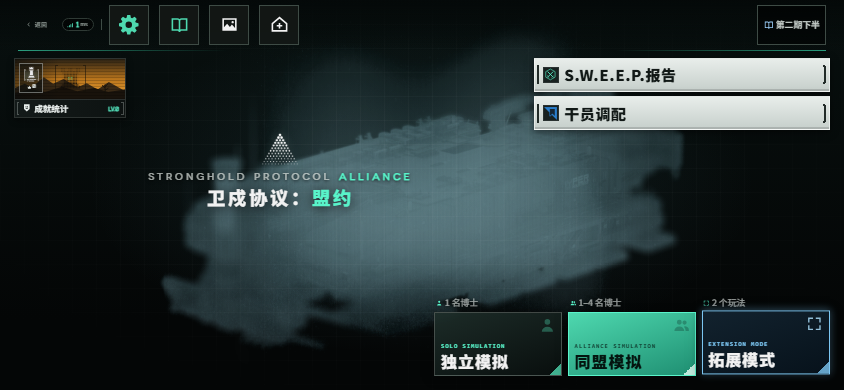 返回
1ms
第二期下半
成就统计
LV9
S.W.E.E.P.报告
干员调配
STRONGHOLD PROTOCOL ALLIANCE
卫戍协议：盟约
1 名博士
SOLO SIMULATION
独立模拟
1–4 名博士
ALLIANCE SIMULATION
同盟模拟
2 个玩法
EXTENSION MODE
拓展模式